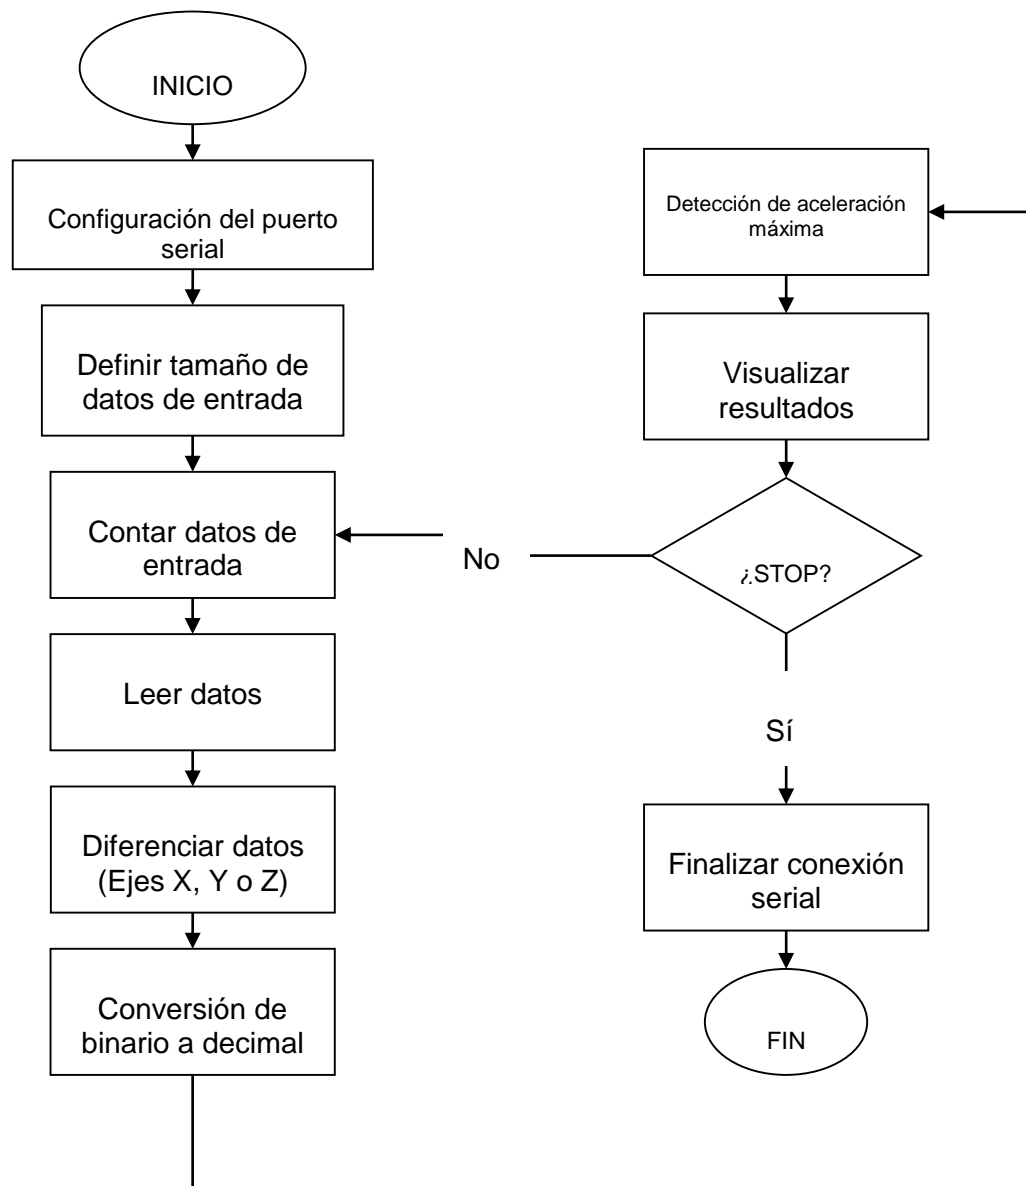 INICIO
Configuración del puerto
serial
Definir tamaño de
datos de entrada
Contar datos de
entrada
Leer datos
Diferenciar datos
(Ejes X, Y o Z)
Conversión de
binario a decimal
Detección de aceleración
máxima
Visualizar
resultados
¿STOP?
No
Sí
Finalizar conexión
serial
FIN